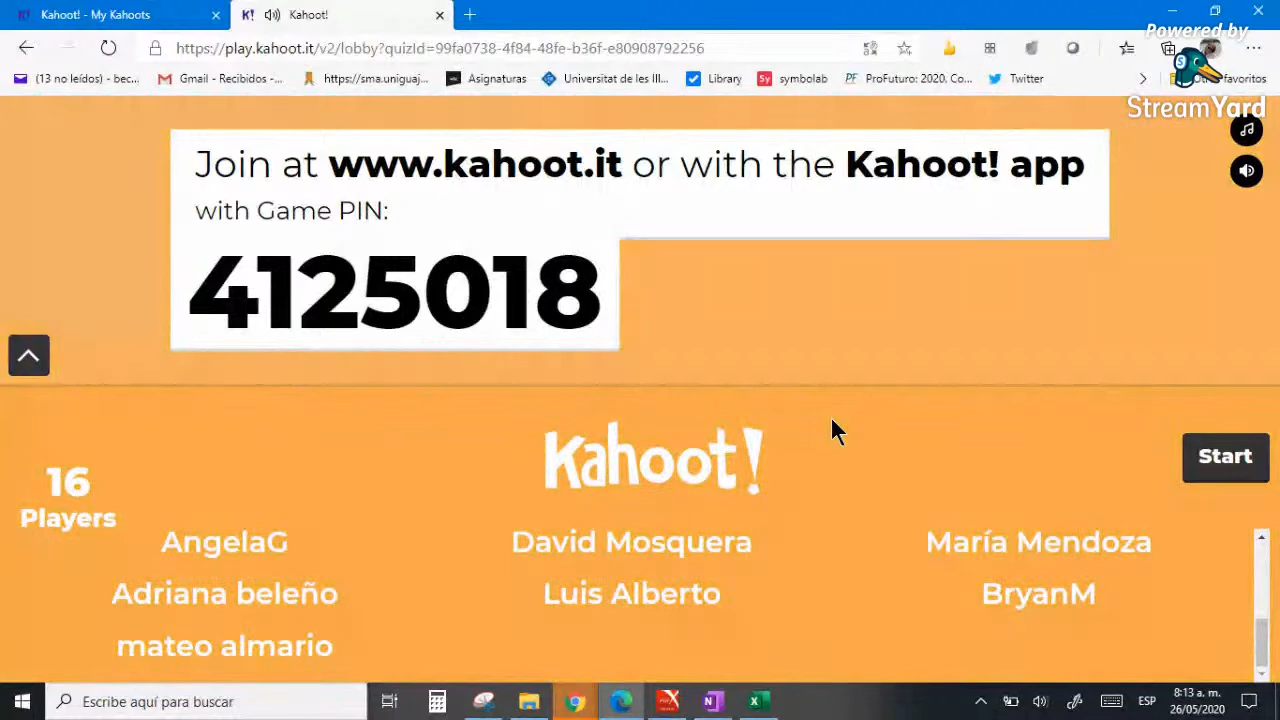 Kahoot! - My Kahoots
Kahoot!
Powered by
StreamYard
https://play.kahoot.it/v2/lobby?quizId=99fa0738-4f84-48fe-b36f-e80908792256
(13 no leídos) - bec...
Gmail - Recibidos -...
https://sma.uniguaj...
Asignaturas
Universitat de les Ill...
Library
symbolab
ProFuturo: 2020, Co...
Twitter
Otros favoritos
Join at www.kahoot.it or with the Kahoot! app
with Game PIN:
4125018
Kahoot!
Start
16
Players
AngelaG
David Mosquera
María Mendoza
Adriana beleño
Luis Alberto
BryanM
mateo almario
Escribe aquí para buscar
ESP
8:13 a. m.
26/05/2020